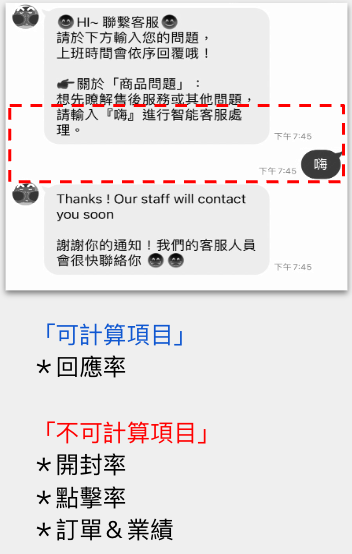 HI~ 聯繫客服
請於下方輸入您的問題，
上班時間會依序回覆哦！
關於「商品問題」：
想先瞭解售後服務或其他問題，
請輸入『嗨』進行智能客服處
理。
下午7:45
下午7:45
嗨
Thanks ! Our staff will contact
you soon
謝謝你的通知！我們的客服人員
會很快聯絡你
下午7:45
「可計算項目」
＊回應率
「不可計算項目」
＊開封率
＊點擊率
＊訂單＆業績